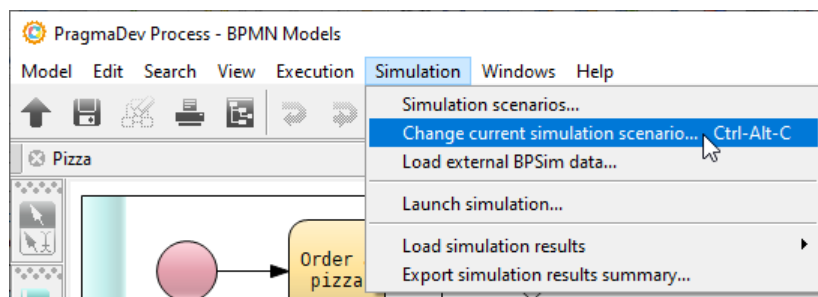 PragmaDev Process - BPMN Models
Model Edit Search View Execution Simulation Windows Help
Simulation scenarios...
Change current simulation scenario... Ctrl-Alt-C
Pizza
Load external BPSim data...
Launch simulation...
Order
pizza
Load simulation results
Export simulation results summary...